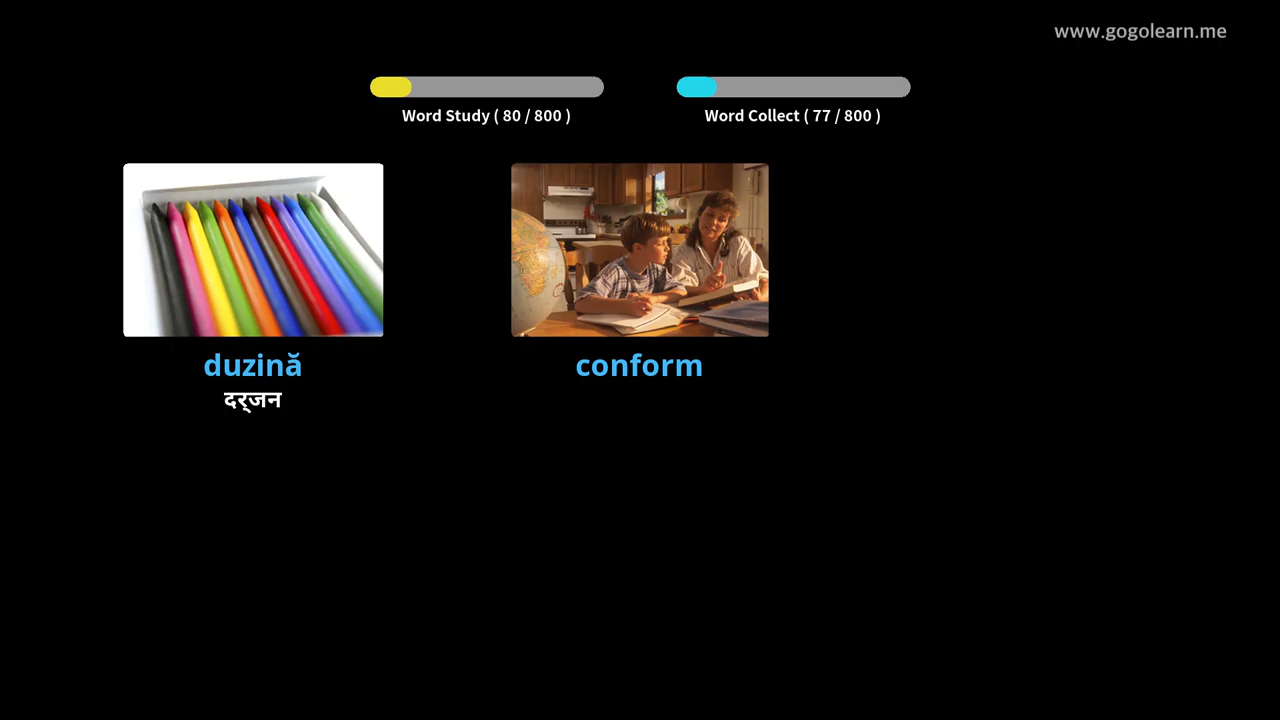 www.gogolearn.me
Word Study ( 80 / 800 )
Word Collect ( 77 / 800 )
duzină
conform
दर्जन